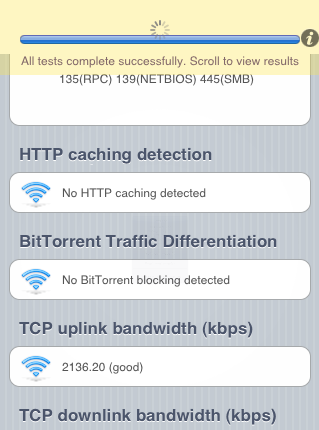 All tests complete successfully. Scroll to view results
135(RPC) 139(NETBIOS) 445(SMB)
HTTP caching detection
No HTTP caching detected
BitTorrent Traffic Differentiation
No BitTorrent blocking detected
TCP uplink bandwidth (kbps)
2136.20 (good)
TCP downlink bandwidth (kbps)